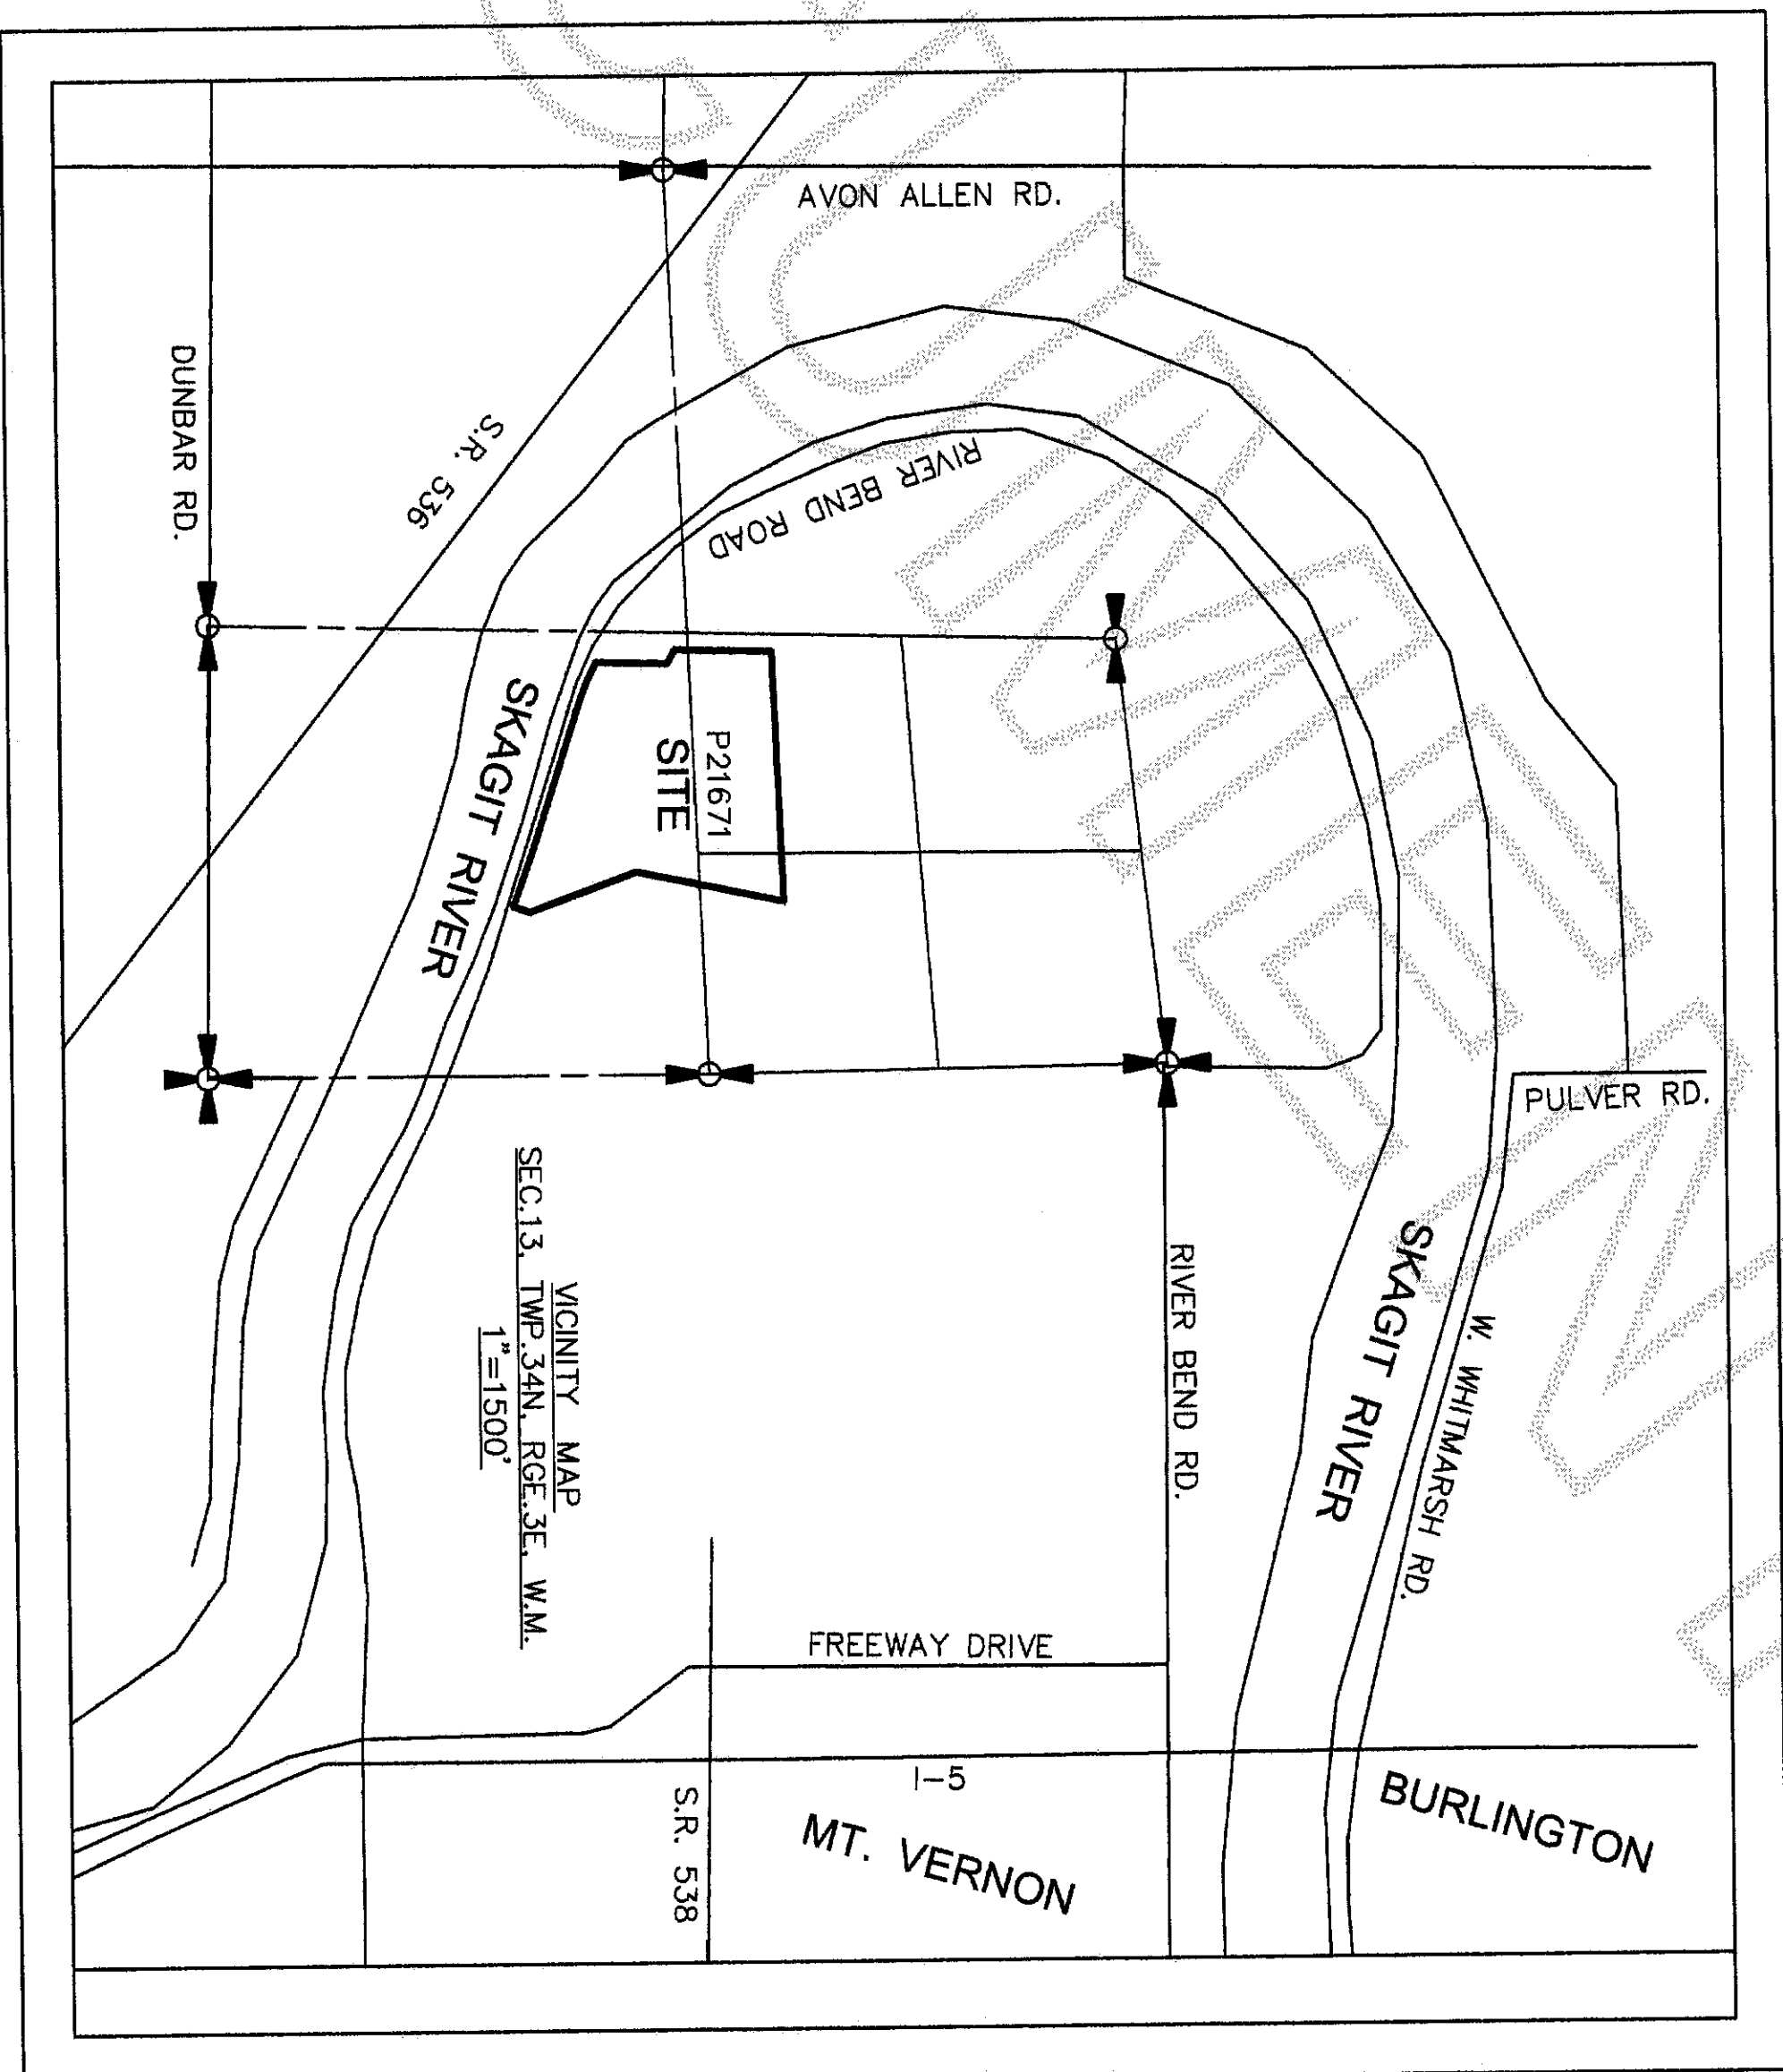 AVON ALLEN RD.
DUNBAR RD.
S.R. 536
RIVER BEND ROAD
SKAGIT RIVER
P21671
SITE
PULVER RD.
RIVER BEND RD.
SKAGIT RIVER
W. WHITMARSH RD.
VICINITY MAP
SEC.13, TWP.34N, RGE.3E, W.M.
1"=1500'
FREEWAY DRIVE
I-5
S.R. 538
MT. VERNON
BURLINGTON